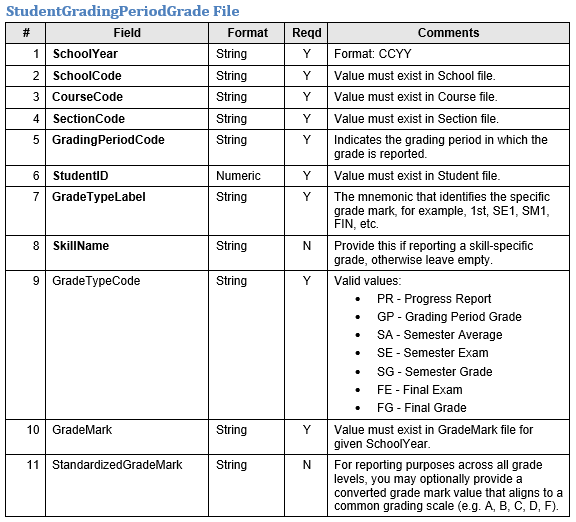 StudentGradingPeriodGrade File
# Field Format Reqd Comments
1 SchoolYear String Y Format: CCYY
2 SchoolCode String Y Value must exist in School file.
3 CourseCode String Y Value must exist in Course file.
4 SectionCode String Y Value must exist in Section file.
5 GradingPeriodCode String Y Indicates the grading period in which the
grade is reported.
6 StudentID Numeric Y Value must exist in Student file.
7 GradeTypeLabel String Y The mnemonic that identifies the specific
grade mark, for example, 1st, SE1, SM1,
FIN, etc.
8 SkillName String N Provide this if reporting a skill-specific
grade, otherwise leave empty.
9 GradeTypeCode String Y Valid values:
• PR - Progress Report
• GP - Grading Period Grade
• SA - Semester Average
• SE - Semester Exam
• SG - Semester Grade
• FE - Final Exam
• FG - Final Grade
10 GradeMark String Y Value must exist in GradeMark file for
given SchoolYear.
11 StandardizedGradeMark String N For reporting purposes across all grade
levels, you may optionally provide a
converted grade mark value that aligns to a
common grading scale (e.g. A, B, C, D, F).